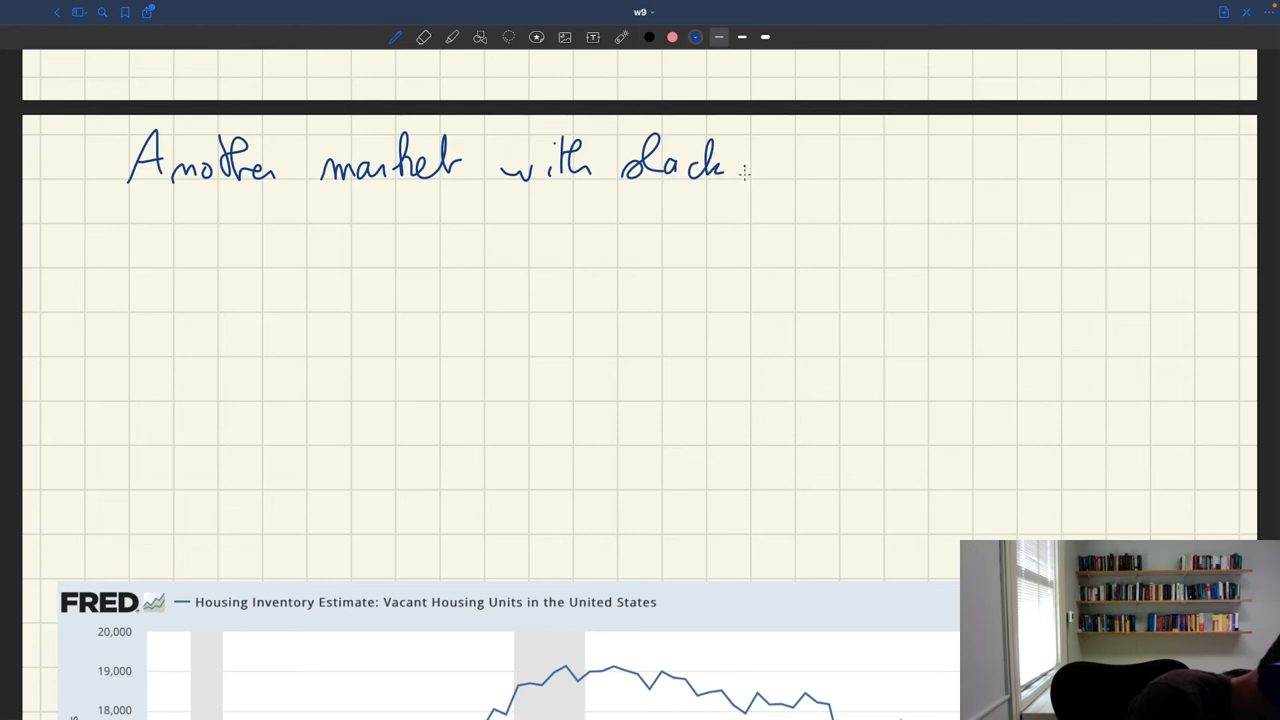 w9
Another market with slack
FRED
Housing Inventory Estimate: Vacant Housing Units in the United States
20,000
19,000
18,000